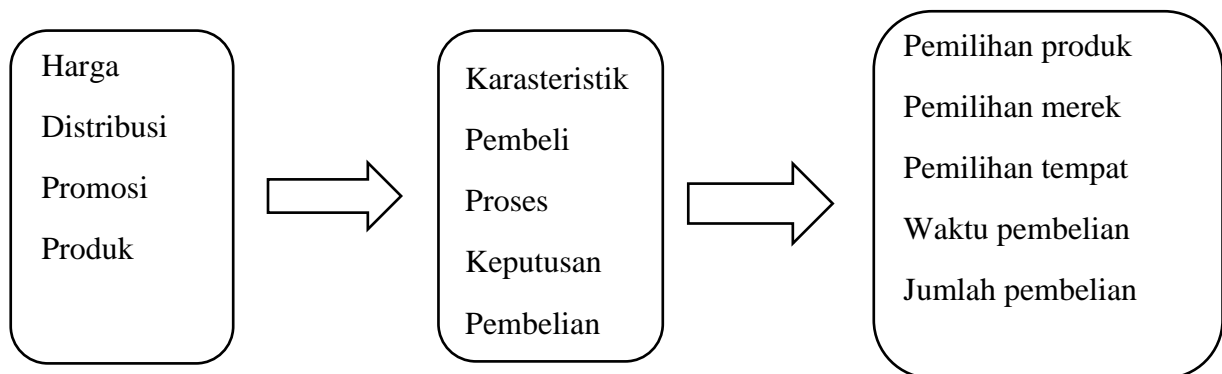 Harga
Distribusi
Promosi
Produk
Karasteristik
Pembeli
Proses
Keputusan
Pembelian
Pemilihan produk
Pemilihan merek
Pemilihan tempat
Waktu pembelian
Jumlah pembelian